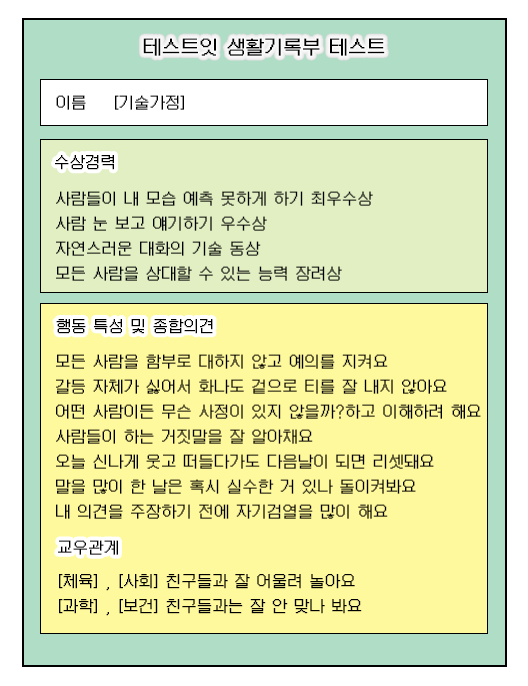 테스트잇 생활기록부 테스트
이름 [기술가정]
수상경력
사람들이 내 모습 예측 못하게 하기 최우수상
사람 눈 보고 얘기하기 우수상
자연스러운 대화의 기술 동상
모든 사람을 상대할 수 있는 능력 장려상
행동 특성 및 종합의견
모든 사람을 함부로 대하지 않고 예의를 지켜요
갈등 자체가 싫어서 화나도 겉으로 티를 잘 내지 않아요
어떤 사람이든 무슨 사정이 있지 않을까?하고 이해하려 해요
사람들이 하는 거짓말을 잘 알아채요
오늘 신나게 웃고 떠들다가도 다음날이 되면 리셋돼요
말을 많이 한 날은 혹시 실수한 거 있나 돌이켜봐요
내 의견을 주장하기 전에 자기검열을 많이 해요
교우관계
[체육] , [사회] 친구들과 잘 어울려 놀아요
[과학] , [보건] 친구들과는 잘 안 맞나 봐요